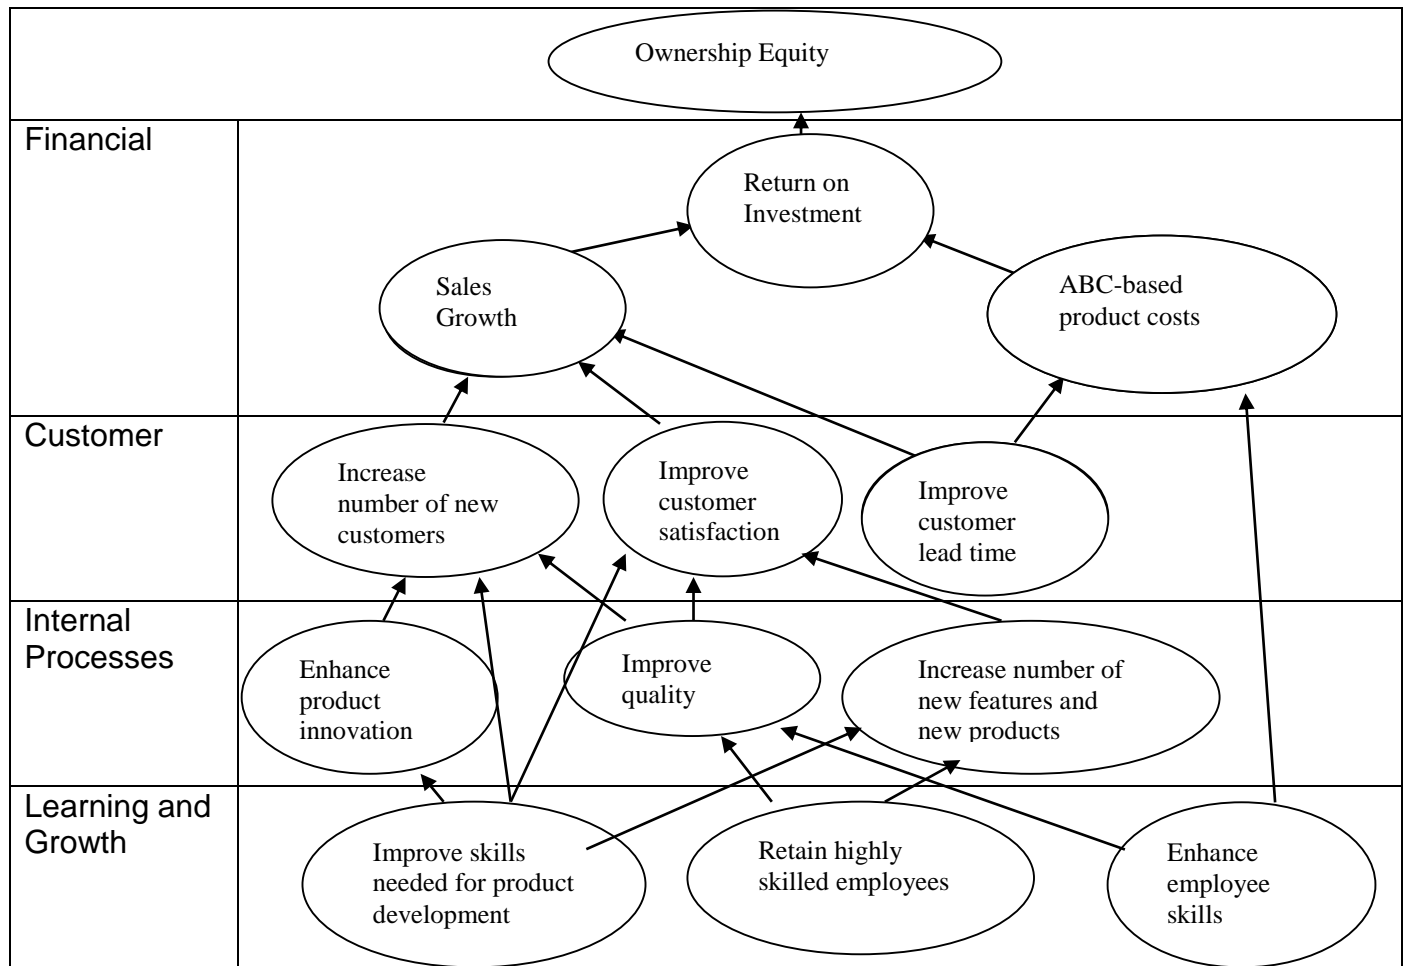 Ownership Equity
Financial
Return on
Investment
Sales
Growth
ABC-based
product costs
Customer
Increase
number of new
customers
Improve
customer
satisfaction
Improve
customer
lead time
Internal
Processes
Enhance
product
innovation
Improve
quality
Increase number of
new features and
new products
Learning and
Growth
Improve skills
needed for product
development
Retain highly
skilled employees
Enhance
employee
skills